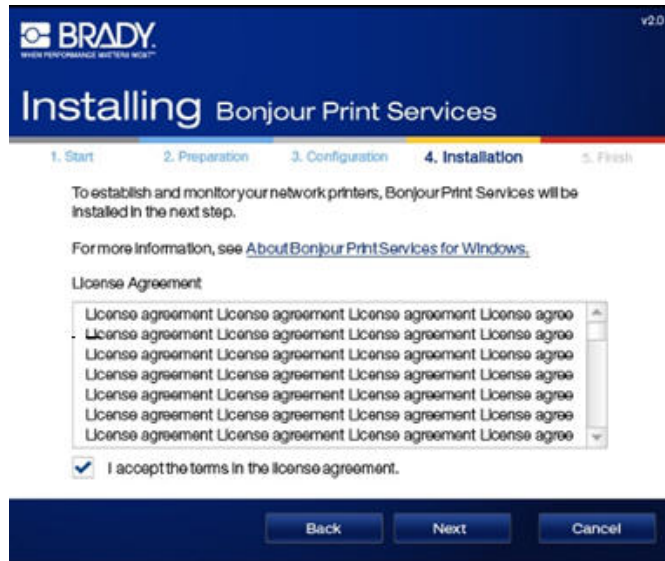 BRADY.
WHEN PERFORMANCE MATTERS MOST™
v2.0
Installing Bonjour Print Services
1. Start 2. Preparation 3. Configuration 4. Installation 5. Finish
To establish and monitor your network printers, Bonjour Print Services will be
installed in the next step.
For more information, see About Bonjour Print Services for Windows.
License Agreement
License agreement License agreement License agreement License agree
License agreement License agreement License agreement License agree
License agreement License agreement License agreement License agree
License agreement License agreement License agreement License agree
License agreement License agreement License agreement License agree
License agreement License agreement License agreement License agree
License agreement License agreement License agreement License agree
I accept the terms in the license agreement.
Back Next Cancel